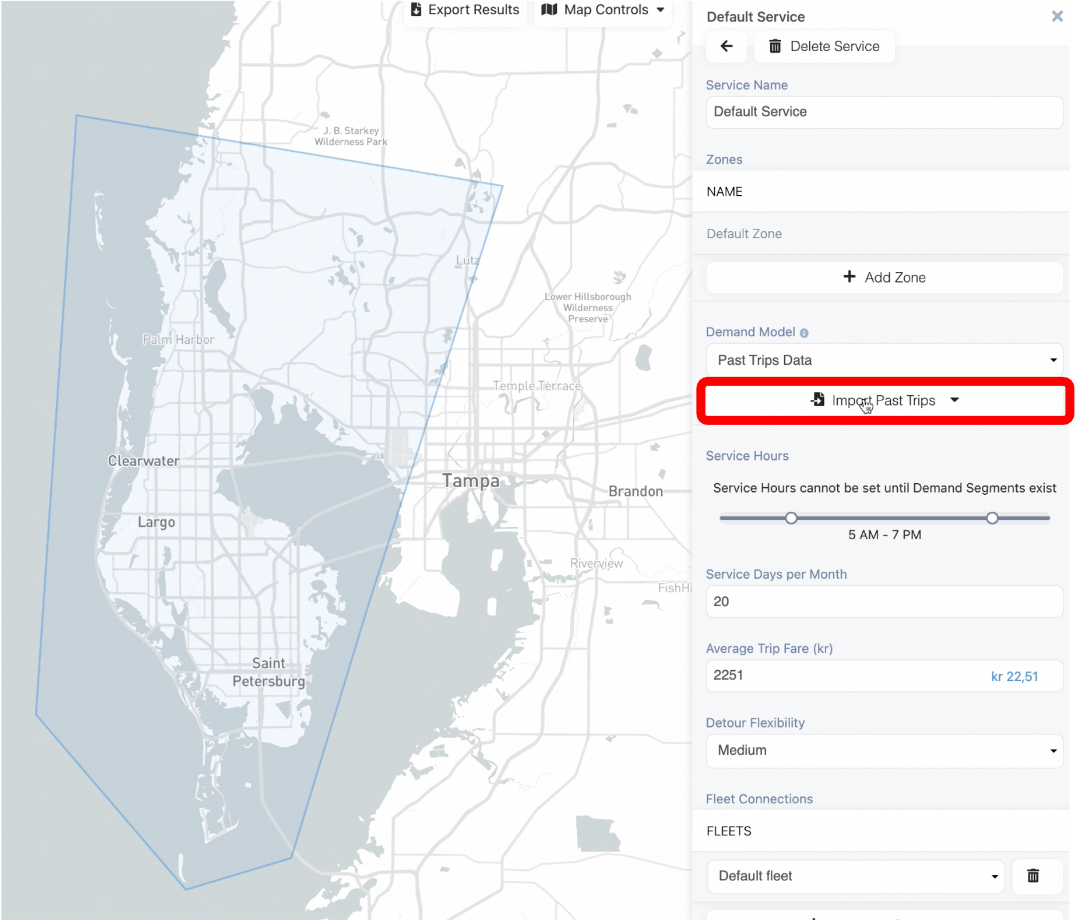 Export Results
Map Controls
J. B. Starkey
Wilderness Park
Lutz
Lower Hillsborough
Wilderness
Preserve
Palm Harbor
Temple Terrace
Clearwater
Tampa
Brandon
Largo
Riverview
FishH
Saint
Petersburg
Default Service
Delete Service
Service Name
Default Service
Zones
NAME
Default Zone
Add Zone
Demand Model
Past Trips Data
Import Past Trips
Service Hours
Service Hours cannot be set until Demand Segments exist
5 AM - 7 PM
Service Days per Month
20
Average Trip Fare (kr)
2251 kr 22,51
Detour Flexibility
Medium
Fleet Connections
FLEETS
Default fleet